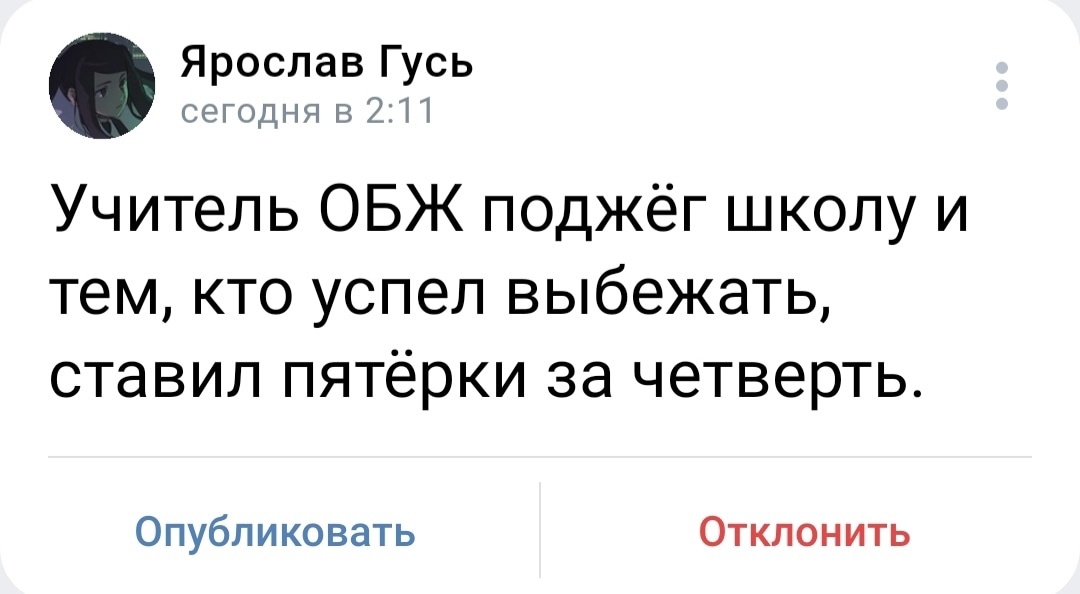 Ярослав Гусь
сегодня в 2:11
Учитель ОБЖ поджёг школу и
тем, кто успел выбежать,
ставил пятёрки за четверть.
Опубликовать
Отклонить